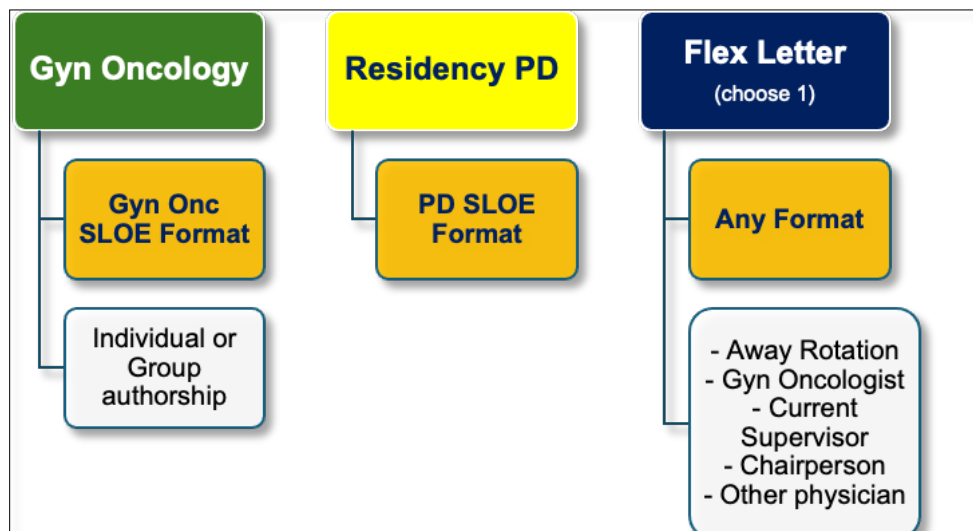 Gyn Oncology
Gyn Onc
SLOE Format
Individual or
Group
authorship
Residency PD
PD SLOE
Format
Flex Letter
(choose 1)
Any Format
- Away Rotation
- Gyn Oncologist
- Current
Supervisor
- Chairperson
- Other physician